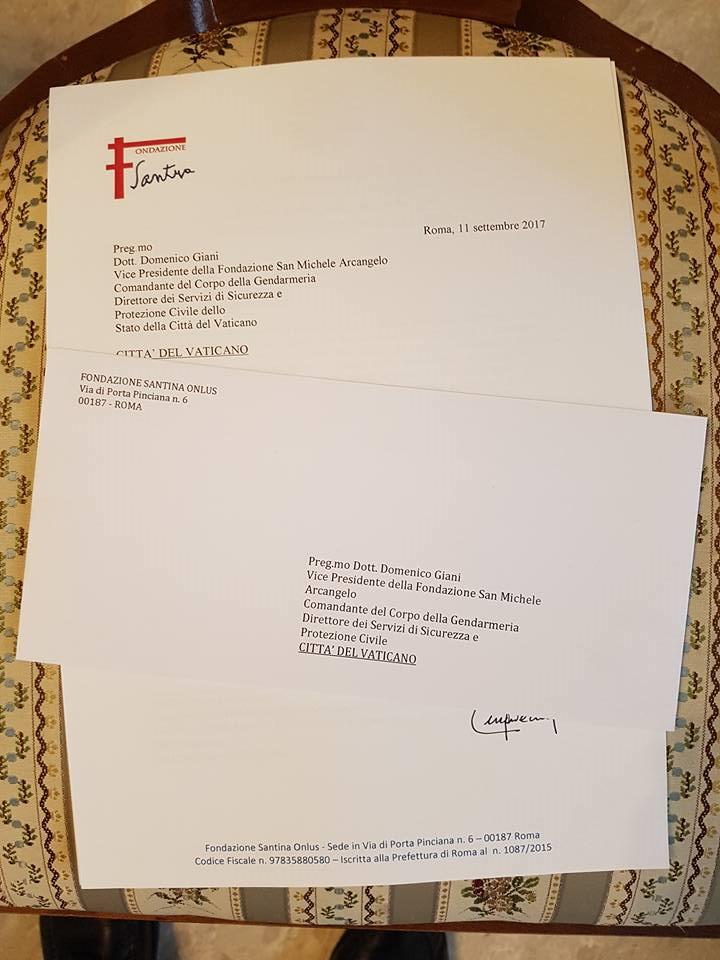 FONDAZIONE
Santina
Roma, 11 settembre 2017
Preg.mo
Dott. Domenico Giani
Vice Presidente della Fondazione San Michele Arcangelo
Comandante del Corpo della Gendarmeria
Direttore dei Servizi di Sicurezza e
Protezione Civile dello
Stato della Città del Vaticano
CITTA' DEL VATICANO
FONDAZIONE SANTINA ONLUS
Via di Porta Pinciana n. 6
00187 - ROMA
Preg.mo Dott. Domenico Giani
Vice Presidente della Fondazione San Michele
Arcangelo
Comandante del Corpo della Gendarmeria
Direttore dei Servizi di Sicurezza e
Protezione Civile
CITTA' DEL VATICANO
Fondazione Santina Onlus - Sede in Via di Porta Pinciana n. 6 – 00187 Roma
Codice Fiscale n. 97835880580 – Iscritta alla Prefettura di Roma al n. 1087/2015